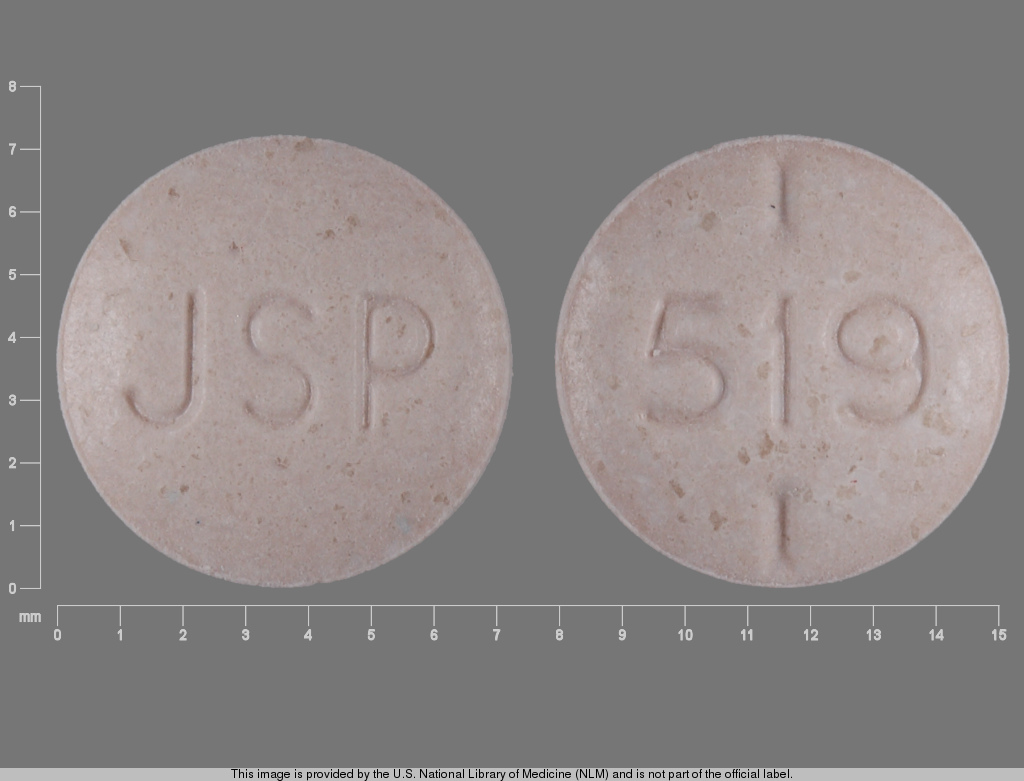 8
7
6
5
4
3
2
1
0
mm
JSP
519
0 1 2 3 4 5 6 7 8 9 10 11 12 13 14 15
This image is provided by the U.S. National Library of Medicine (NLM) and is not part of the official label.